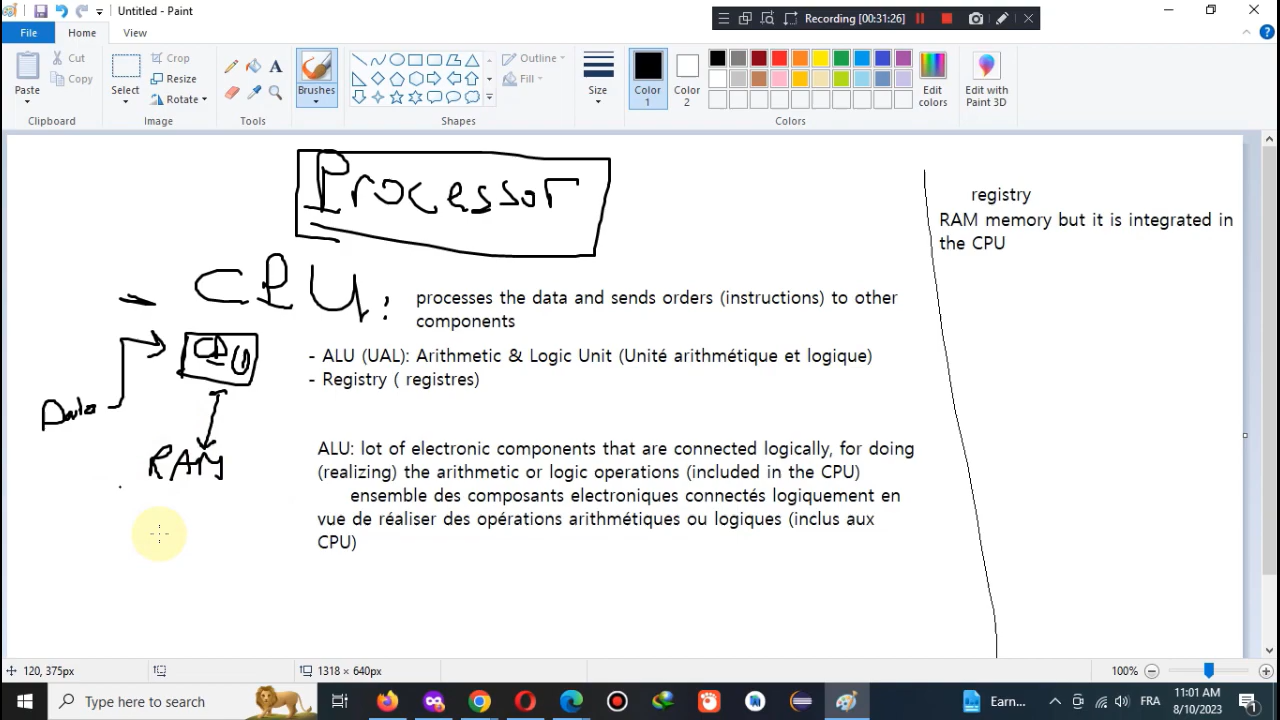 Untitled - Paint
Recording [00:31:26]
File
Home
View
Paste
Cut
Copy
Clipboard
Select
Crop
Resize
Rotate
Image
Tools
Brushes
Outline
Fill
Shapes
Size
Color
1
Color
2
Edit
colors
Colors
Edit with
Paint 3D
Processor
CPU:
processes the data and sends orders (instructions) to other
components
CPU
- ALU (UAL): Arithmetic & Logic Unit (Unité arithmétique et logique)
- Registry ( registres)
Data
RAM
ALU: lot of electronic components that are connected logically, for doing
(realizing) the arithmetic or logic operations (included in the CPU)
ensemble des composants electroniques connectés logiquement en
vue de réaliser des opérations arithmétiques ou logiques (inclus aux
CPU)
registry
RAM memory but it is integrated in
the CPU
120, 375px
1318 × 640px
100%
Type here to search
Earn...
FRA
11:01 AM
8/10/2023
1